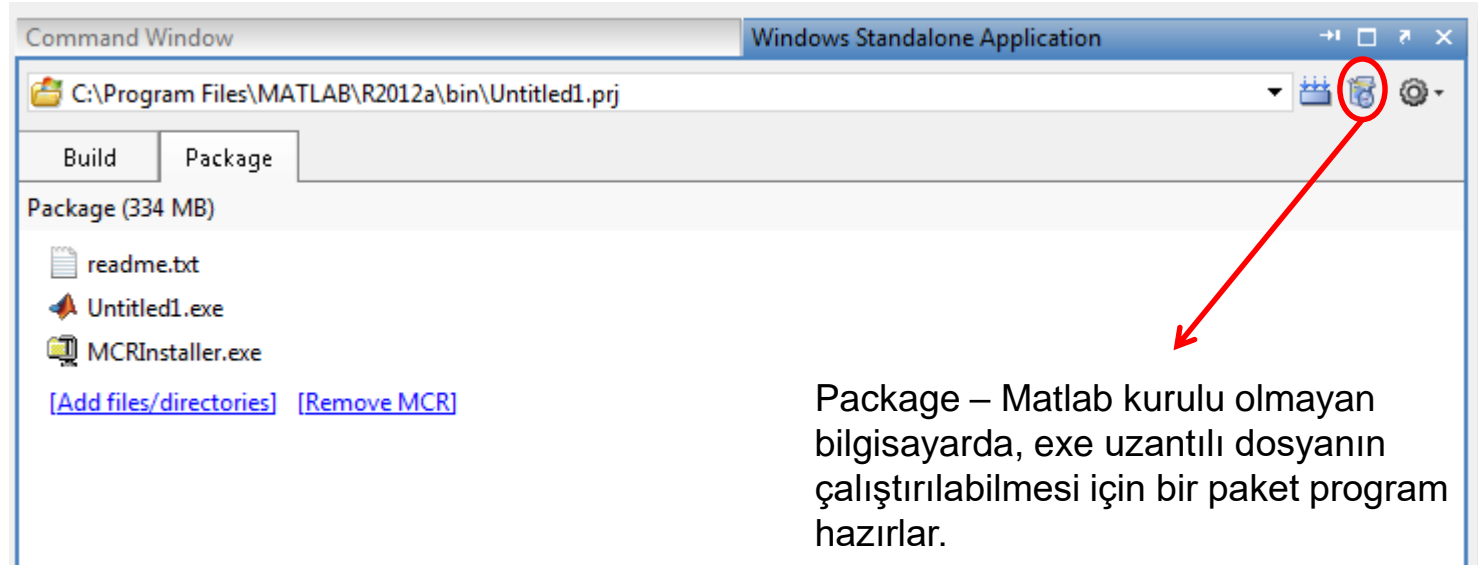 Command Window
Windows Standalone Application
C:\Program Files\MATLAB\R2012a\bin\Untitled1.prj
Build
Package
Package (334 MB)
readme.txt
Untitled1.exe
MCRInstaller.exe
[Add files/directories] [Remove MCR]
Package – Matlab kurulu olmayan
bilgisayarda, exe uzantılı dosyanın
çalıştırılabilmesi için bir paket program
hazırlar.